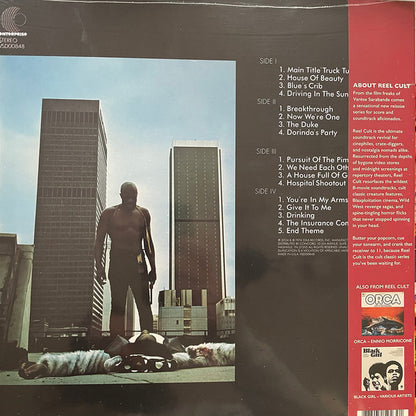 ENTERPRISE
STEREO
VSD00848
SIDE I
1. Main Title Truck Tu
2. House Of Beauty
3. Blue's Crib
4. Driving In The Sun
SIDE II
1. Breakthrough
2. Now We're One
3. The Duke
4. Dorinda's Party
SIDE III
1. Pursuit Of The Pim
2. We Need Each Othe
3. A House Full Of G
4. Hospital Shootout
SIDE IV
1. You're In My Arms
2. Give It To Me
3. Drinking
4. The Insurance Con
5. End Theme
MADE IN U.S.A.
ABOUT REEL CULT
From the film freaks of
Varèse Sarabande comes
a sensational new reissue
series for score and
soundtrack aficionados.
Reel Cult is the ultimate
soundtrack revival for
cinephiles, crate-diggers,
and nostalgia nomads alike.
Resurrected from the depths
of bygone video stores
and midnight screenings at
repertory theaters, Reel
Cult resurfaces the wildest
B-movie soundtracks, cult
classic creature features,
Blaxploitation cinema, Wild
West revenge sagas, and
spine-tingling horror flicks
that never stopped spinning
in your head.
Butter your popcorn, cue
your scream, and crank that
receiver to 11, because Reel
Cult is the cult classic series
you've been waiting for.
ALSO FROM REEL CULT
ORCA
ORCA – ENNIO MORRICONE
Black Girl
BLACK GIRL – VARIOUS ARTISTS